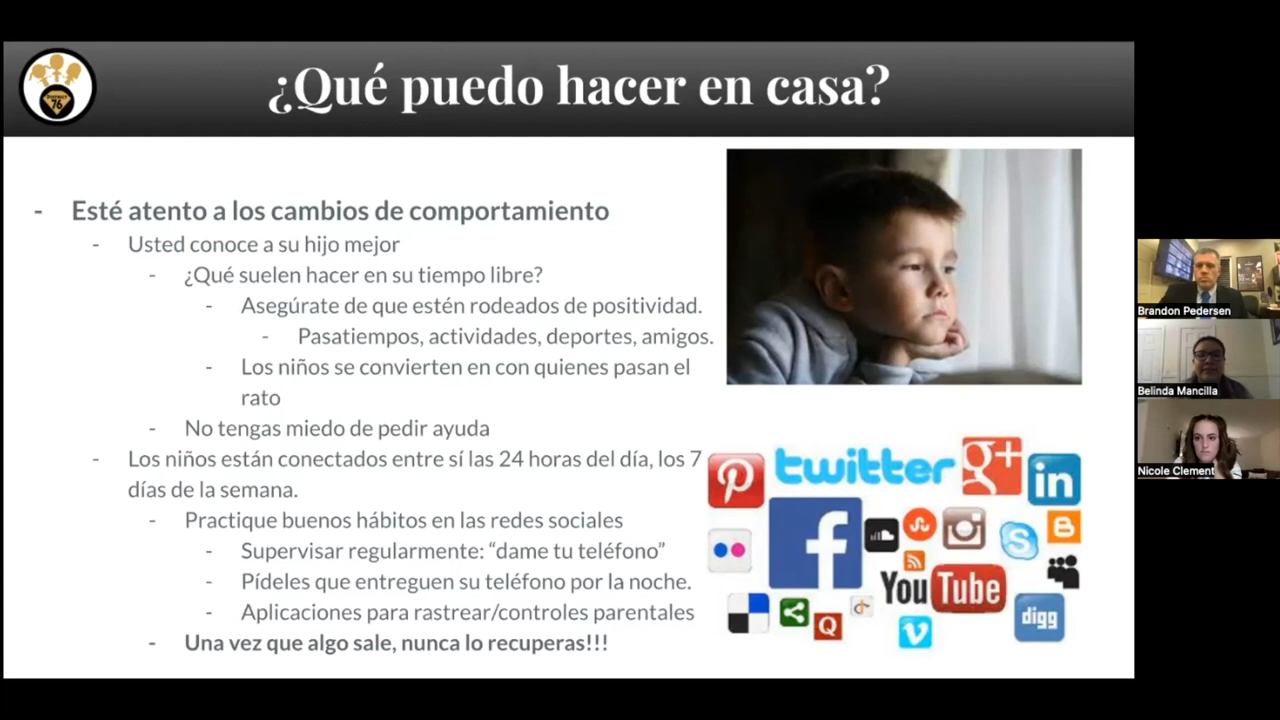 ¿Qué puedo hacer en casa?
DISTRICT
76
- Esté atento a los cambios de comportamiento
- Usted conoce a su hijo mejor
- ¿Qué suelen hacer en su tiempo libre?
- Asegúrate de que estén rodeados de positividad.
- Pasatiempos, actividades, deportes, amigos.
- Los niños se convierten en con quienes pasan el
rato
- No tengas miedo de pedir ayuda
- Los niños están conectados entre sí las 24 horas del día, los 7
días de la semana.
- Practique buenos hábitos en las redes sociales
- Supervisar regularmente: “dame tu teléfono”
- Pídeles que entreguen su teléfono por la noche.
- Aplicaciones para rastrear/controles parentales
- Una vez que algo sale, nunca lo recuperas!!!
twitter
g+
in
f
S
B
You Tube
Q
V
digg
Brandon Pedersen
Belinda Mancilla
Nicole Clement